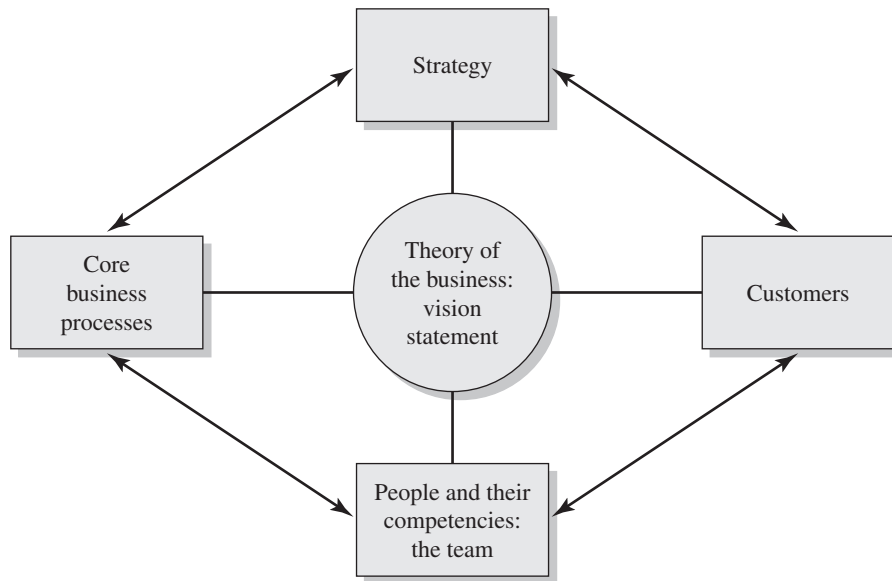 Strategy
Core
business
processes
Theory of
the business:
vision
statement
Customers
People and their
competencies:
the team